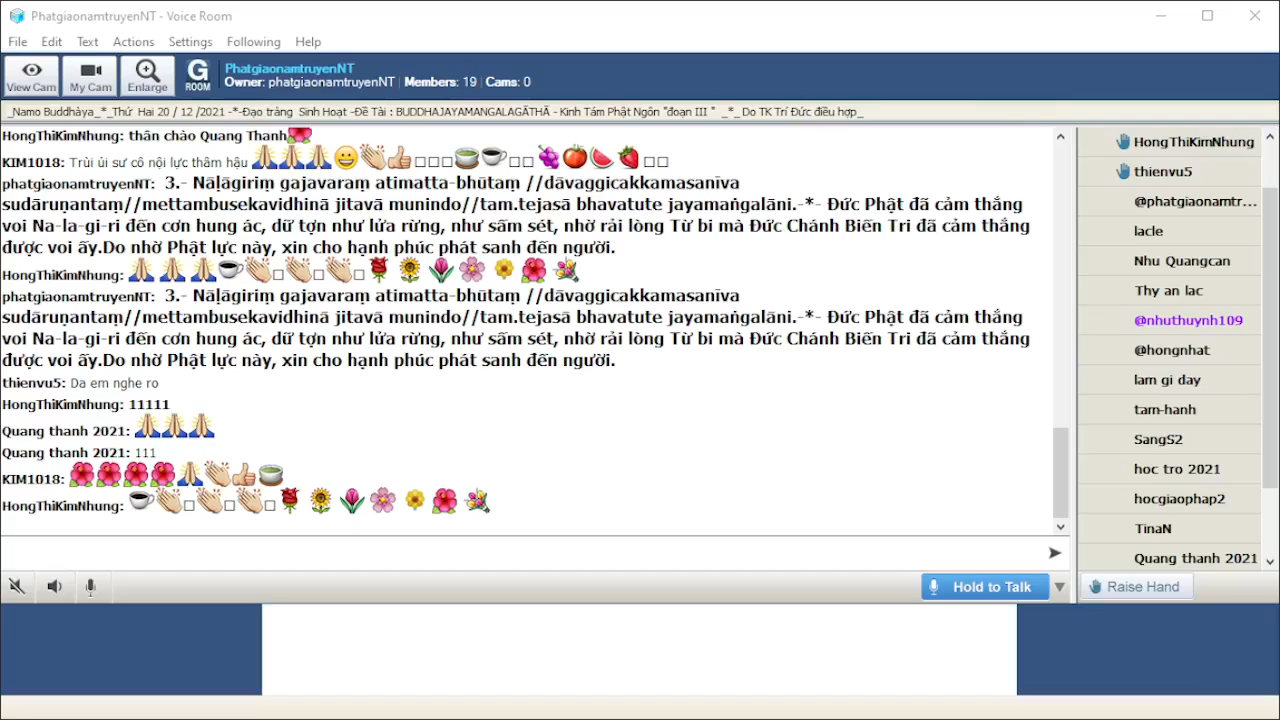 PhatgiaonamtruyenNT - Voice Room
File Edit Text Actions Settings Following Help
View Cam My Cam Enlarge G ROOM
PhatgiaonamtruyenNT
Owner: phatgiaonamtruyenNT | Members: 19 | Cams: 0
_Namo Buddhàya_*_Thứ Hai 20 / 12 /2021 -*-Đạo tràng Sinh Hoạt -Đề Tài : BUDDHAJAYAMANGALAGĀTHĀ - Kinh Tám Phật Ngôn "đoạn III " _*_ Do TK Trí Đức điều hợp_
HongThiKimNhung: thân chào Quang Thanh
KIM1018: Trùi úi sư cô nội lực thâm hậu
phatgiaonamtruyenNT: 3.- Nāḷāgiriṃ gajavaraṃ atimatta-bhūtaṃ //dāvaggicakkamasanīva
sudāruṇantaṃ//mettambusekavidhinā jitavā munindo//tam.tejasā bhavatute jayamaṅgalāni.-*- Đức Phật đã cảm thắng
voi Na-la-gi-ri đến cơn hung ác, dữ tợn như lửa rừng, như sấm sét, nhờ rải lòng Từ bi mà Đức Chánh Biến Tri đã cảm thắng
được voi ấy.Do nhờ Phật lực này, xin cho hạnh phúc phát sanh đến người.
HongThiKimNhung:
phatgiaonamtruyenNT: 3.- Nāḷāgiriṃ gajavaraṃ atimatta-bhūtaṃ //dāvaggicakkamasanīva
sudāruṇantaṃ//mettambusekavidhinā jitavā munindo//tam.tejasā bhavatute jayamaṅgalāni.-*- Đức Phật đã cảm thắng
voi Na-la-gi-ri đến cơn hung ác, dữ tợn như lửa rừng, như sấm sét, nhờ rải lòng Từ bi mà Đức Chánh Biến Tri đã cảm thắng
được voi ấy.Do nhờ Phật lực này, xin cho hạnh phúc phát sanh đến người.
thienvu5: Da em nghe ro
HongThiKimNhung: 11111
Quang thanh 2021:
Quang thanh 2021: 111
KIM1018:
HongThiKimNhung:
Hold to Talk
HongThiKimNhung
thienvu5
@phatgiaonamtr...
lacle
Nhu Quangcan
Thy an lac
@nhuthuynh109
@hongnhat
lam gi day
tam-hanh
SangS2
hoc tro 2021
hocgiaophap2
TinaN
Quang thanh 2021
Raise Hand